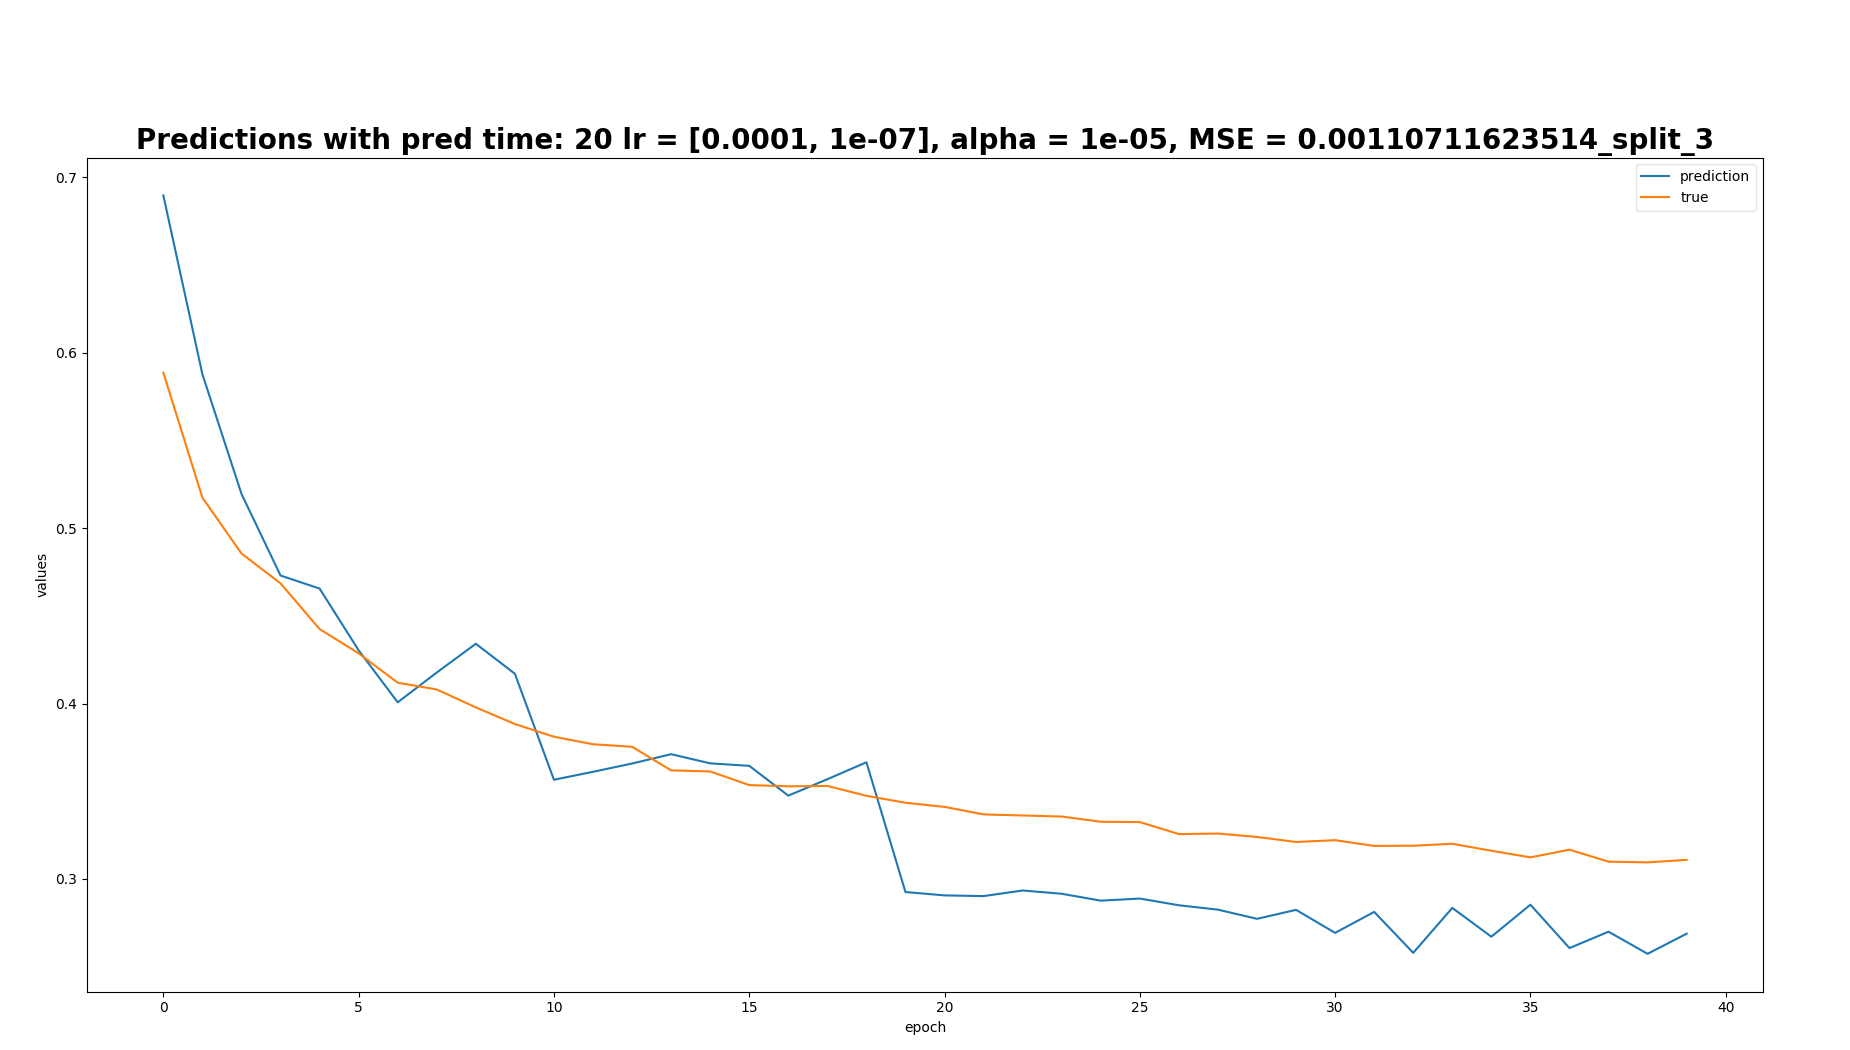 Predictions with pred time: 20 lr = [0.0001, 1e-07], alpha = 1e-05, MSE = 0.00110711623514_split_3
prediction
true
0.7
0.6
0.5
0.4
0.3
values
0 5 10 15 20 25 30 35 40
epoch